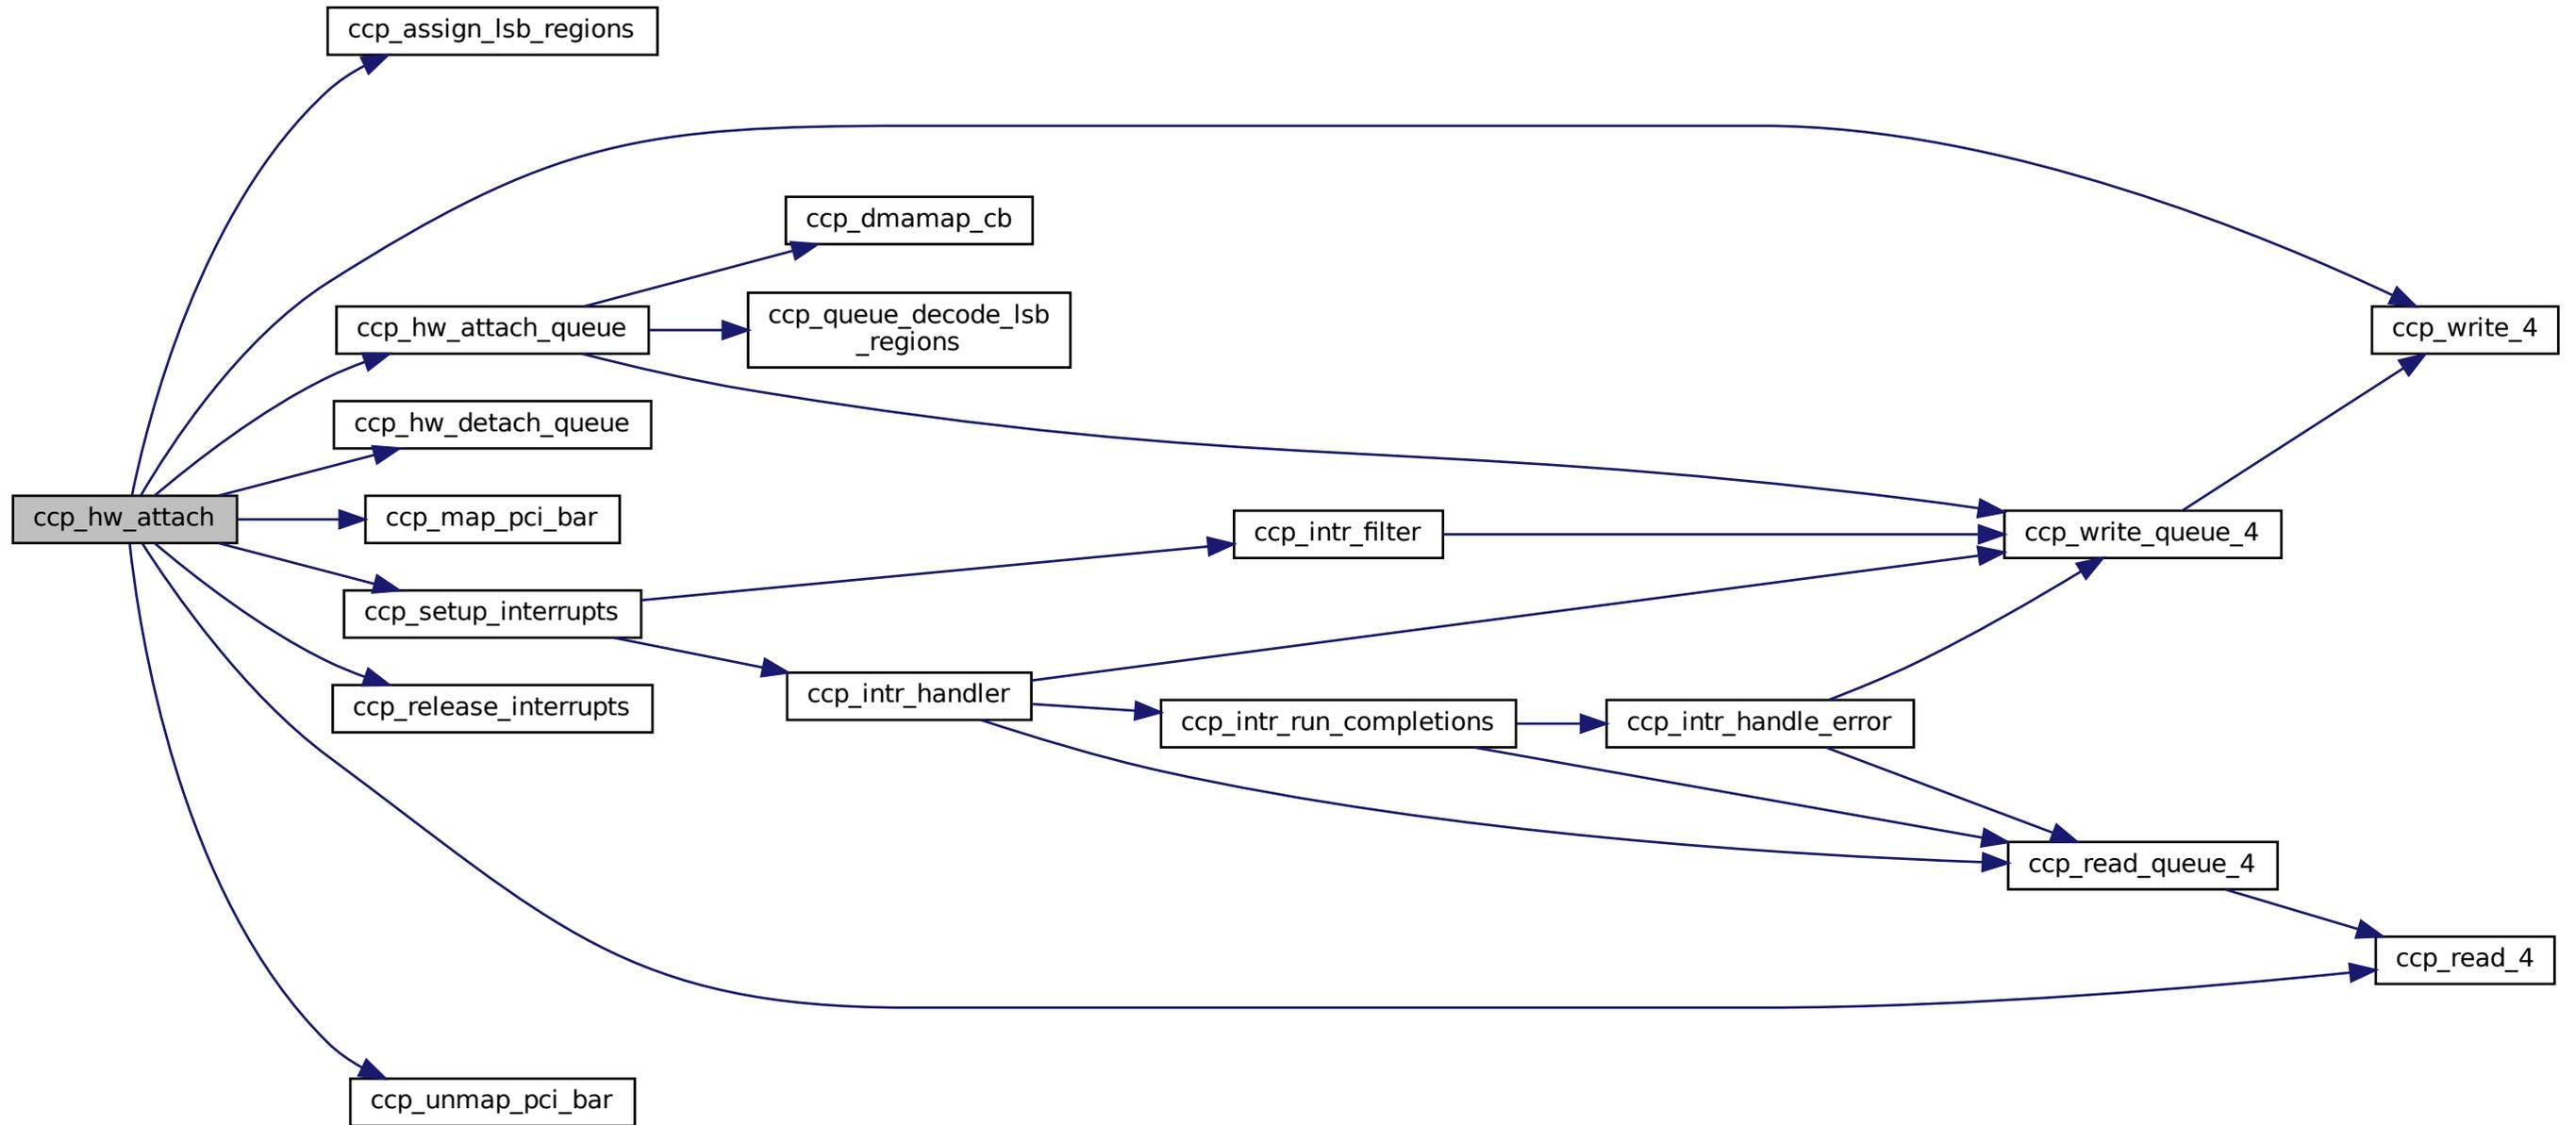 ccp_assign_lsb_regions
ccp_dmamap_cb
ccp_queue_decode_lsb
_regions
ccp_hw_attach_queue
ccp_write_4
ccp_hw_detach_queue
ccp_hw_attach
ccp_map_pci_bar
ccp_intr_filter
ccp_write_queue_4
ccp_setup_interrupts
ccp_intr_handler
ccp_release_interrupts
ccp_intr_run_completions
ccp_intr_handle_error
ccp_read_queue_4
ccp_read_4
ccp_unmap_pci_bar